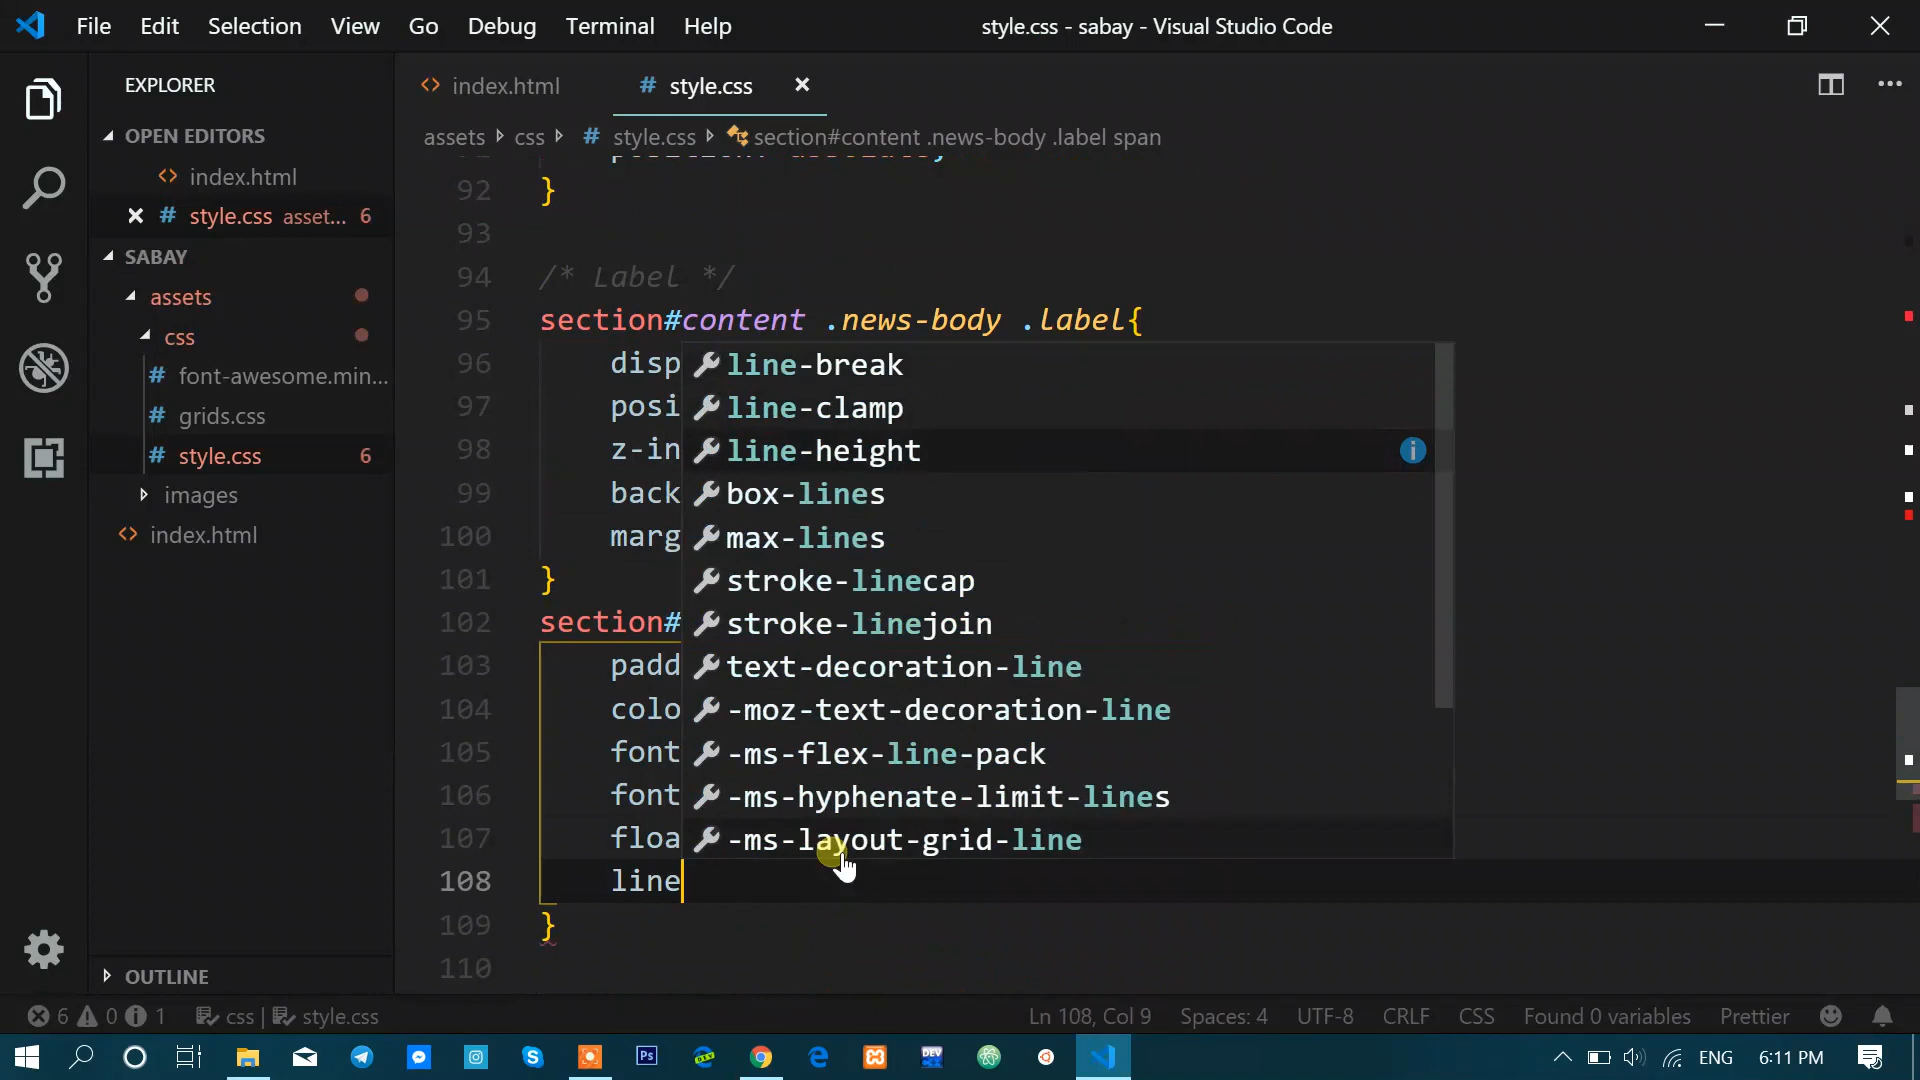 File Edit Selection View Go Debug Terminal Help
style.css - sabay - Visual Studio Code
EXPLORER
OPEN EDITORS
index.html
style.css asset... 6
SABAY
assets
css
font-awesome.min...
grids.css
style.css 6
images
index.html
OUTLINE
index.html
# style.css
assets css # style.css section#content .news-body .label span
92 }
93
94 /* Label */
95 section#content .news-body .label{
96 disp
97 posi
98 z-in
99 back
100 marg
101 }
102 section#
103 padd
104 colo
105 font
106 font
107 floa
108 line
109 }
110
line-break
line-clamp
line-height
box-lines
max-lines
stroke-linecap
stroke-linejoin
text-decoration-line
-moz-text-decoration-line
-ms-flex-line-pack
-ms-hyphenate-limit-lines
-ms-layout-grid-line
6 0 1 css | style.css
Ln 108, Col 9 Spaces: 4 UTF-8 CRLF CSS Found 0 variables Prettier
ENG 6:11 PM